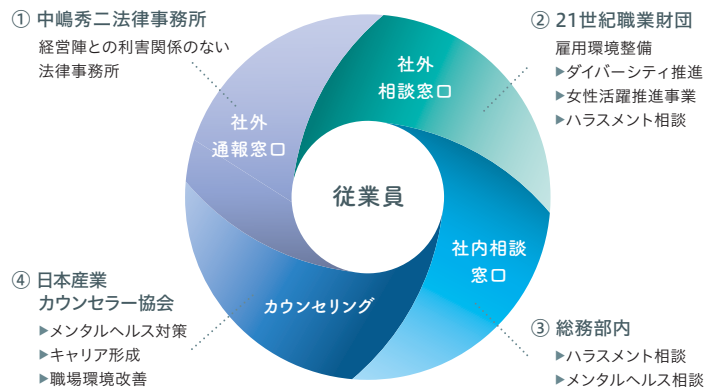 ① 中嶋秀二法律事務所
経営陣との利害関係のない
法律事務所
② 21世紀職業財団
雇用環境整備
▶ダイバーシティ推進
▶女性活躍推進事業
▶ハラスメント相談
社外
相談窓口
社外
通報窓口
従業員
社内相談
窓口
カウンセリング
④ 日本産業
カウンセラー協会
▶メンタルヘルス対策
▶キャリア形成
▶職場環境改善
③ 総務部内
▶ハラスメント相談
▶メンタルヘルス相談